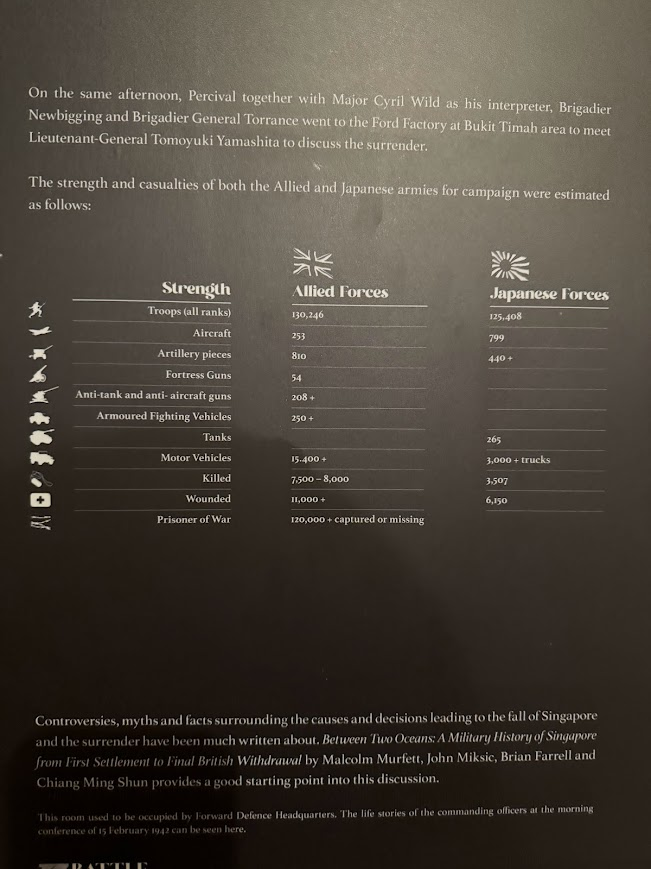 On the same afternoon, Percival together with Major Cyril Wild as his interpreter, Brigadier
Newbigging and Brigadier General Torrance went to the Ford Factory at Bukit Timah area to meet
Lieutenant-General Tomoyuki Yamashita to discuss the surrender.
The strength and casualties of both the Allied and Japanese armies for campaign were estimated
as follows:
Strength Allied Forces Japanese Forces
Troops (all ranks) 130,246 125,408
Aircraft 253 799
Artillery pieces 810 440 +
Fortress Guns 54
Anti-tank and anti- aircraft guns 208 +
Armoured Fighting Vehicles 250 +
Tanks 265
Motor Vehicles 15.400 + 3,000 + trucks
Killed 7,500 – 8,000 3,507
Wounded 11,000 + 6,150
Prisoner of War 120,000 + captured or missing
Controversies, myths and facts surrounding the causes and decisions leading to the fall of Singapore
and the surrender have been much written about. Between Two Oceans: A Military History of Singapore
from First Settlement to Final British Withdrawal by Malcolm Murfett, John Miksic, Brian Farrell and
Chiang Ming Shun provides a good starting point into this discussion.
This room used to be occupied by Forward Defence Headquarters. The life stories of the commanding officers at the morning
conference of 15 February 1942 can be seen here.
BATTLE